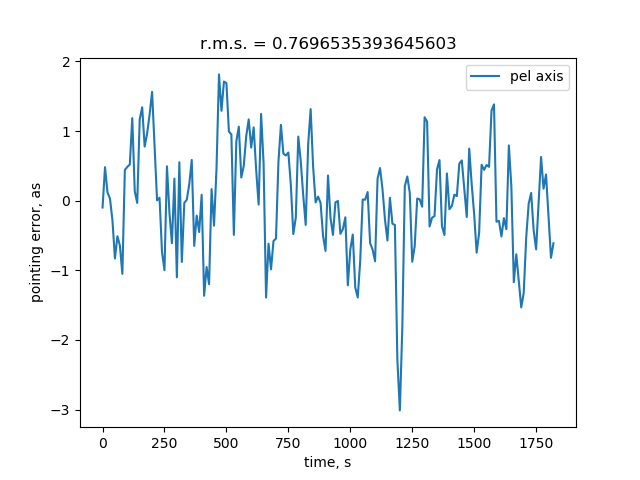 r.m.s. = 0.7696535393645603
pel axis
pointing error, as
2
1
0
−1
−2
−3
0 250 500 750 1000 1250 1500 1750
time, s